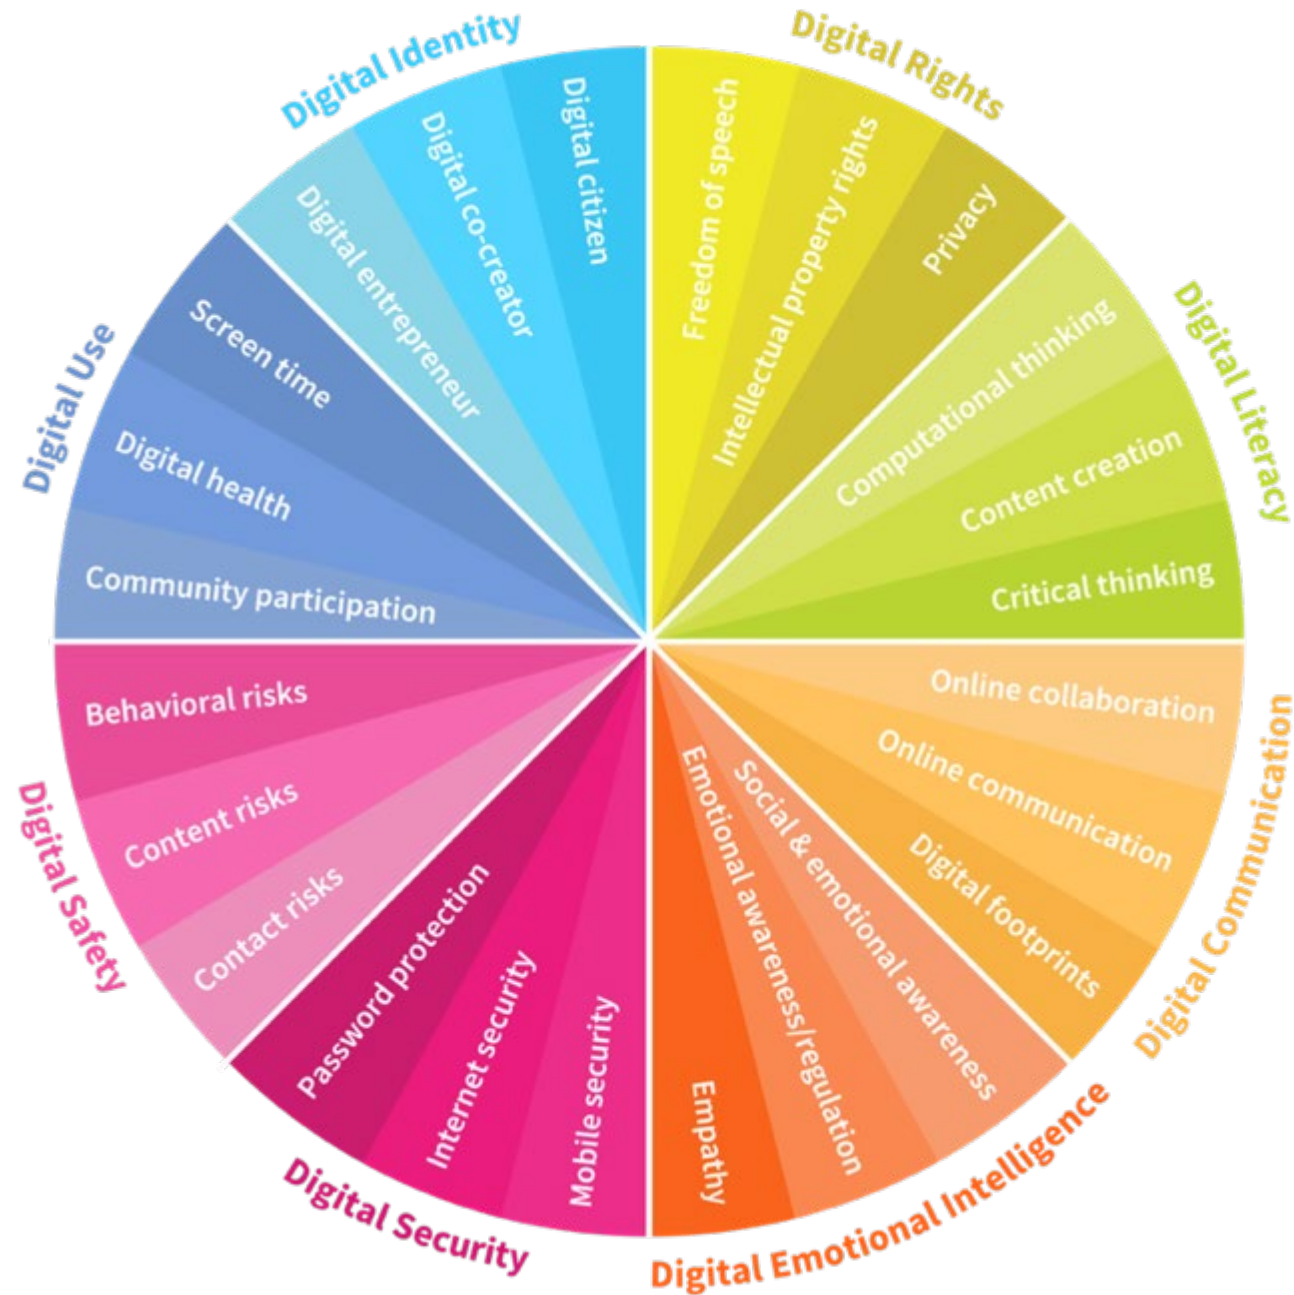 Digital Rights
Freedom of speech
Intellectual property rights
Privacy
Digital Literacy
Computational thinking
Content creation
Critical thinking
Digital Communication
Online collaboration
Online communication
Digital footprints
Digital Emotional Intelligence
Social & emotional awareness
Emotional awareness/regulation
Empathy
Digital Security
Mobile security
Internet security
Password protection
Digital Safety
Contact risks
Content risks
Behavioral risks
Digital Use
Community participation
Digital health
Screen time
Digital Identity
Digital entrepreneur
Digital co-creator
Digital citizen